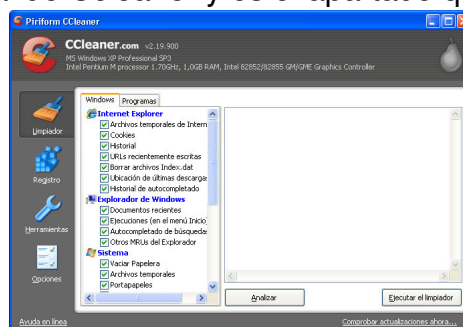 Piriform CCleaner
CCleaner.com v2.19.900
MS Windows XP Professional SP3
Intel Pentium M processor 1.70GHz, 1,0GB RAM, Intel 82852/82855 GM/GME Graphics Controller
Limpiador
Registro
Herramientas
Opciones
Windows Programas
Internet Explorer
Archivos temporales de Intern
Cookies
Historial
URLs recientemente escritas
Borrar archivos Index.dat
Ubicación de últimas descargas
Historial de autocompletado
Explorador de Windows
Documentos recientes
Ejecuciones (en el menú Inicio)
Autocompletado de búsquedas
Otros MRUs del Explorador
Sistema
Vaciar Papelera
Archivos temporales
Portapapeles
Analizar Ejecutar el limpiador
Ayuda en línea Comprobar actualizaciones ahora...